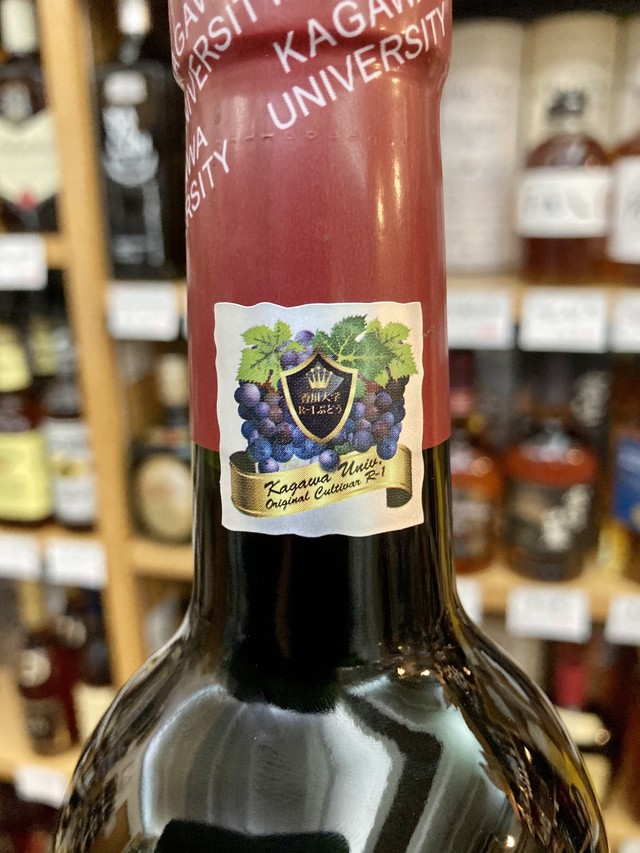 KAGAWA
UNIVERSITY
KAGAWA
UNIVERSITY
香川大学
R-1ぶどう
Kagawa Univ.
Original Cultivar R-1